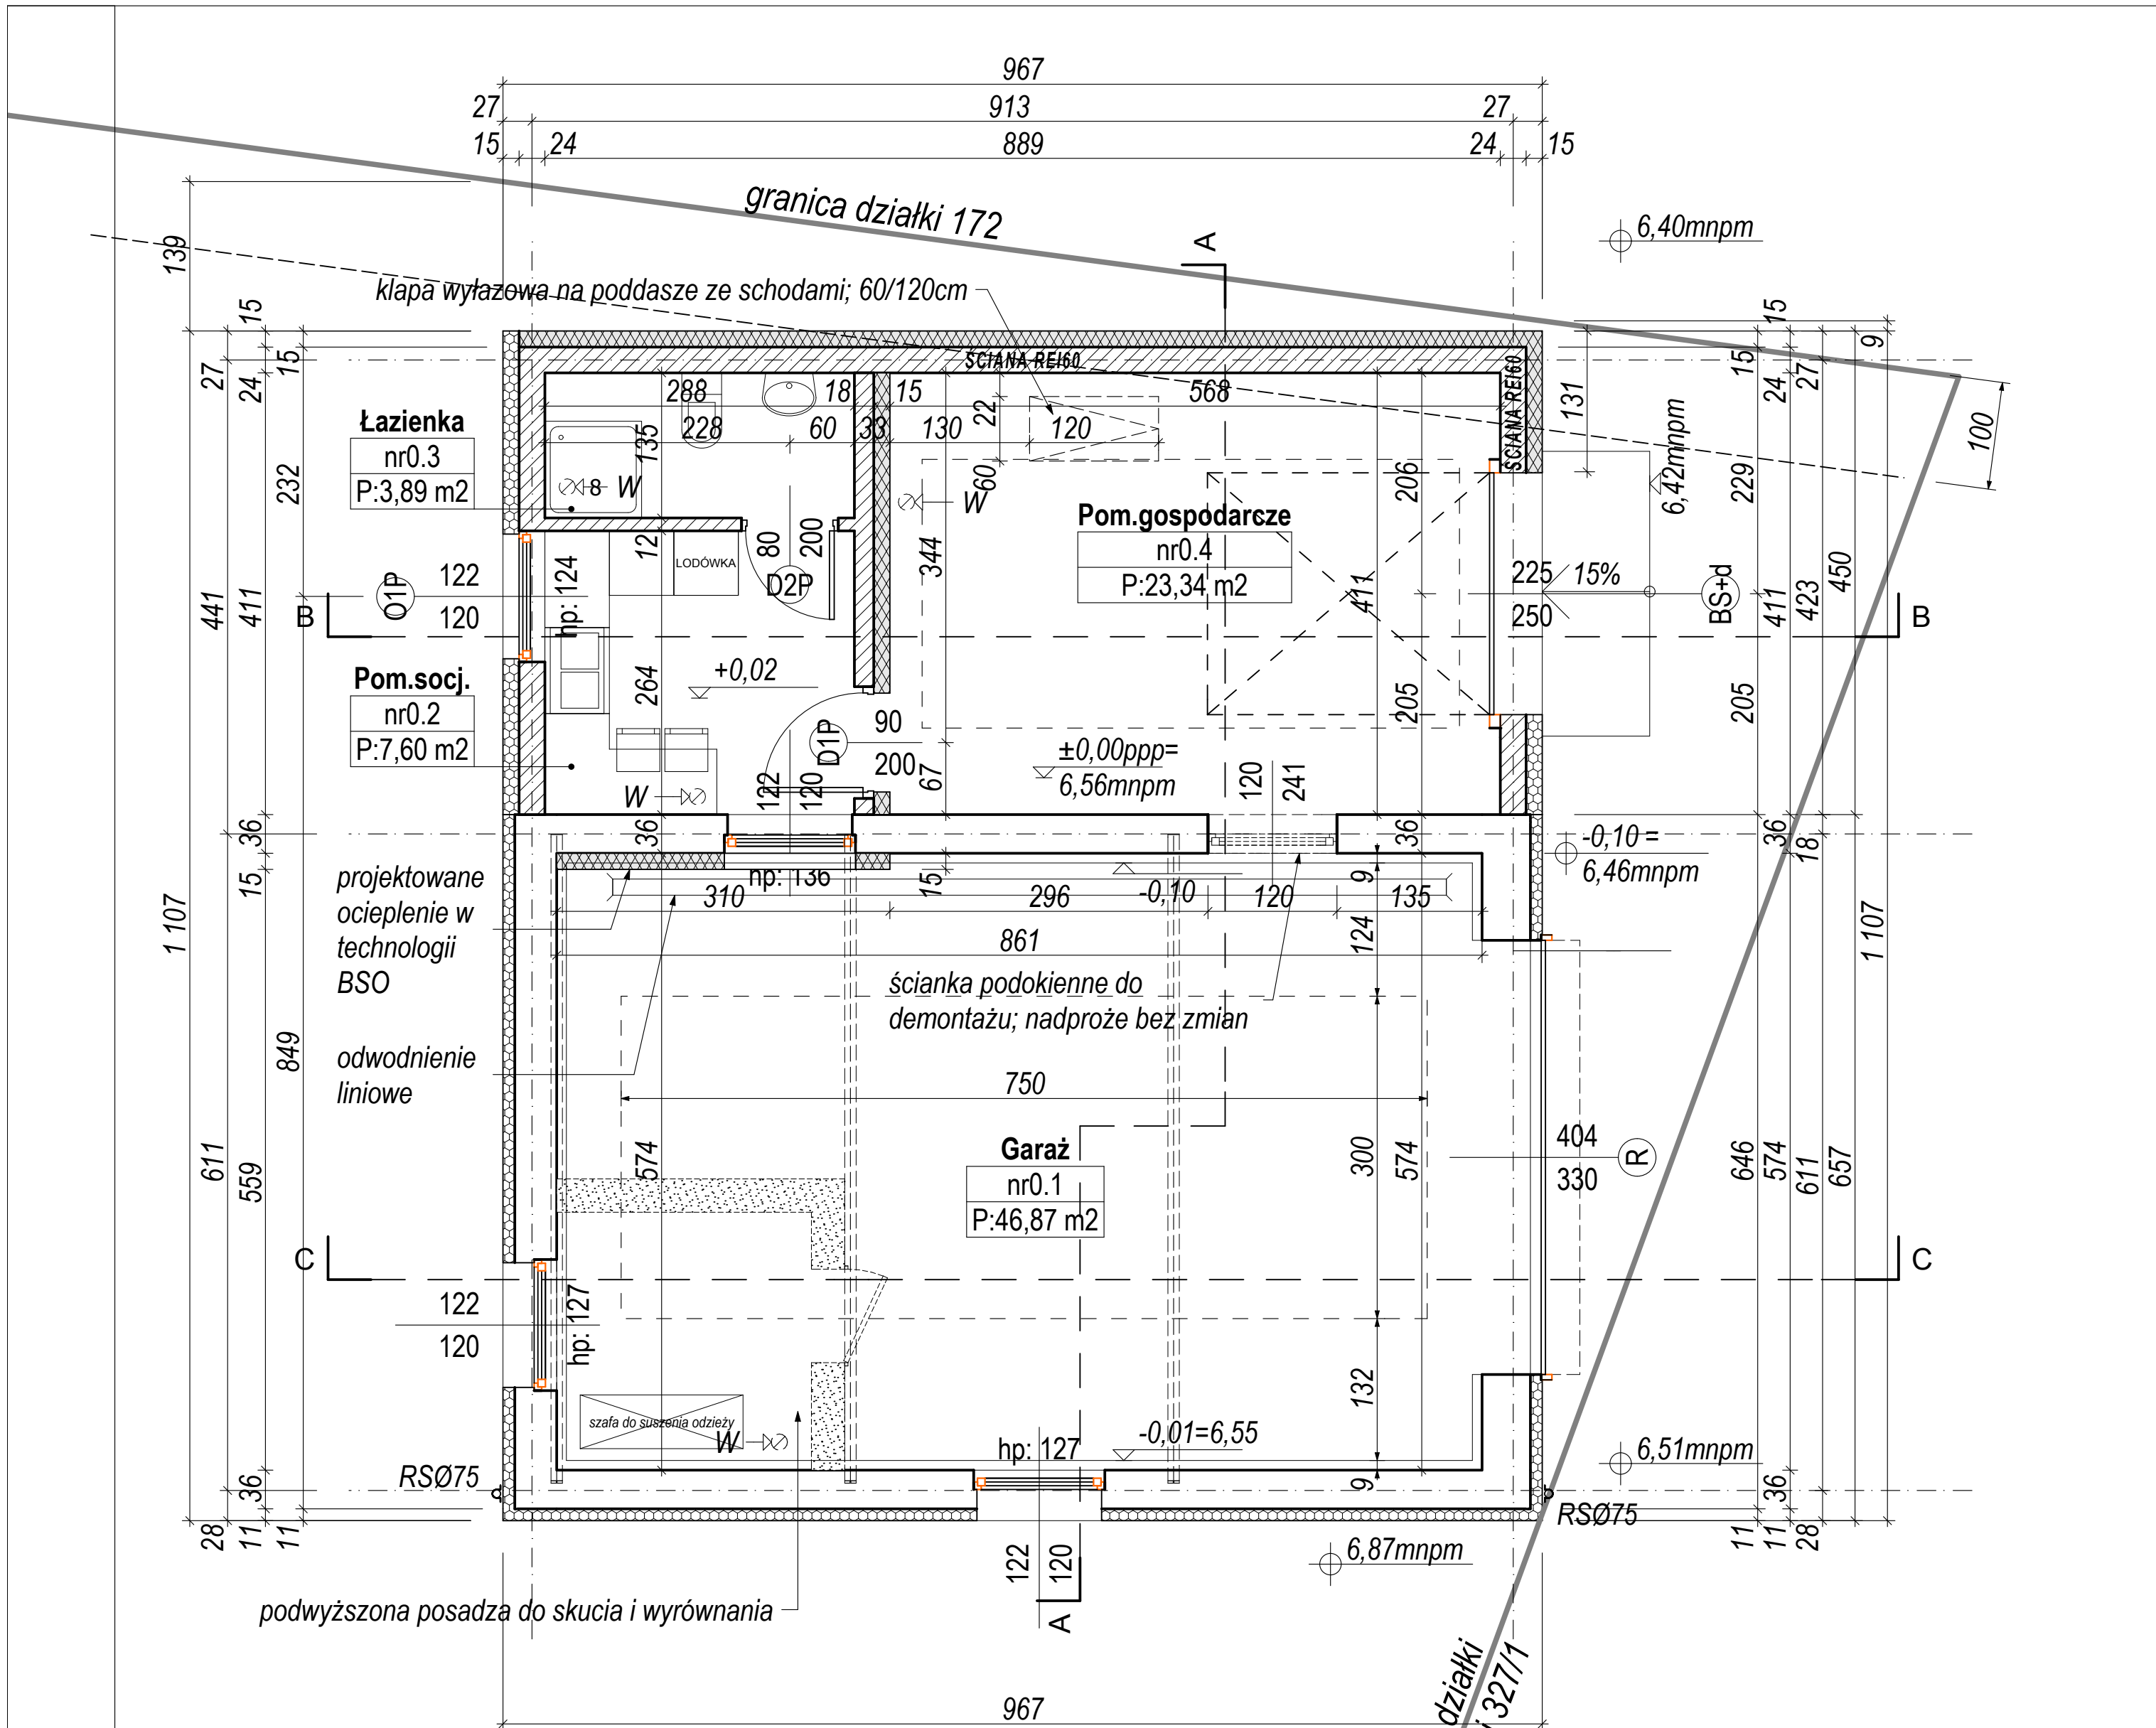 967
27
913
27
15
24
889
24
15
granica działki 172
A
6,40mnpm
139
klapa wyłazowa na poddasze ze schodami; 60/120cm
15
15
9
ŚCIANA REI60
ŚCIANA REI60
27
24
15
15
24
27
131
100
288
18
15
568
22
228
60
33
130
120
135
60
206
Łazienka
nr0.3
P:3,89 m2
232
8
W
W
6,42mnpm
229
Pom.gospodarcze
nr0.4
P:23,34 m2
12
LODÓWKA
80
200
D2P
344
411
450
O1P
122
120
hp: 124
225
250
15%
BS+d
411
423
441
411
B
B
Pom.socj.
nr0.2
P:7,60 m2
264
+0,02
D1P
90
200
67
205
205
±0,00ppp=
6,56mnpm
120
241
W
122
120
36
36
36
36
18
-0,10 =
6,46mnpm
15
hp: 136
15
-0,10
9
310
296
120
135
projektowane
ocieplenie w
technologii
BSO
861
124
1 107
1 107
ścianka podokienne do
demontażu; nadproże bez zmian
849
odwodnienie
liniowe
750
Garaż
nr0.1
P:46,87 m2
611
559
574
300
574
404
330
R
646
574
611
657
C
C
122
120
hp: 127
132
szafa do suszenia odzieży
W
hp: 127
-0,01=6,55
6,51mnpm
RSØ75
36
9
36
RSØ75
28
11
11
11
11
28
122
120
6,87mnpm
A
podwyższona posadza do skucia i wyrównania
967
działki
i 327/1